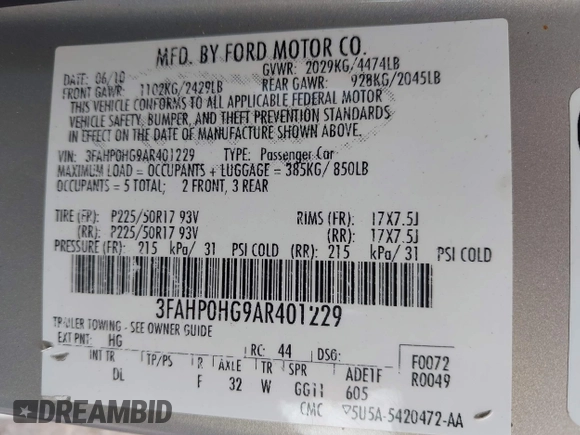 MFD. BY FORD MOTOR CO.
DATE: 06/10 GVWR: 2029KG/4474LB
FRONT GAWR: 1102KG/2429LB REAR GAWR: 928KG/2045LB
THIS VEHICLE CONFORMS TO ALL APPLICABLE FEDERAL MOTOR
VEHICLE SAFETY, BUMPER, AND THEFT PREVENTION STANDARDS
IN EFFECT ON THE DATE OF MANUFACTURE SHOWN ABOVE.
VIN: 3FAHP0HG9AR401229 TYPE: Passenger Car
MAXIMUM LOAD = OCCUPANTS + LUGGAGE = 385KG/ 850LB
OCCUPANTS = 5 TOTAL; 2 FRONT, 3 REAR
TIRE (FR): P225/50R17 93V RIMS (FR): 17X7.5J
(RR): P225/50R17 93V (RR): 17X7.5J
PRESSURE (FR): 215 kPa/ 31 PSI COLD (RR): 215 kPa/ 31 PSI COLD
3FAHP0HG9AR401229
TRAILER TOWING - SEE OWNER GUIDE
EXT PNT: HG RC: 44 DSO: F0072
INT TR TP/PS R AXLE TR SPR ADE1F R0049
DL F 32 W GG11 605
CMC ▽5U5A-5420472-AA
DREAMBID